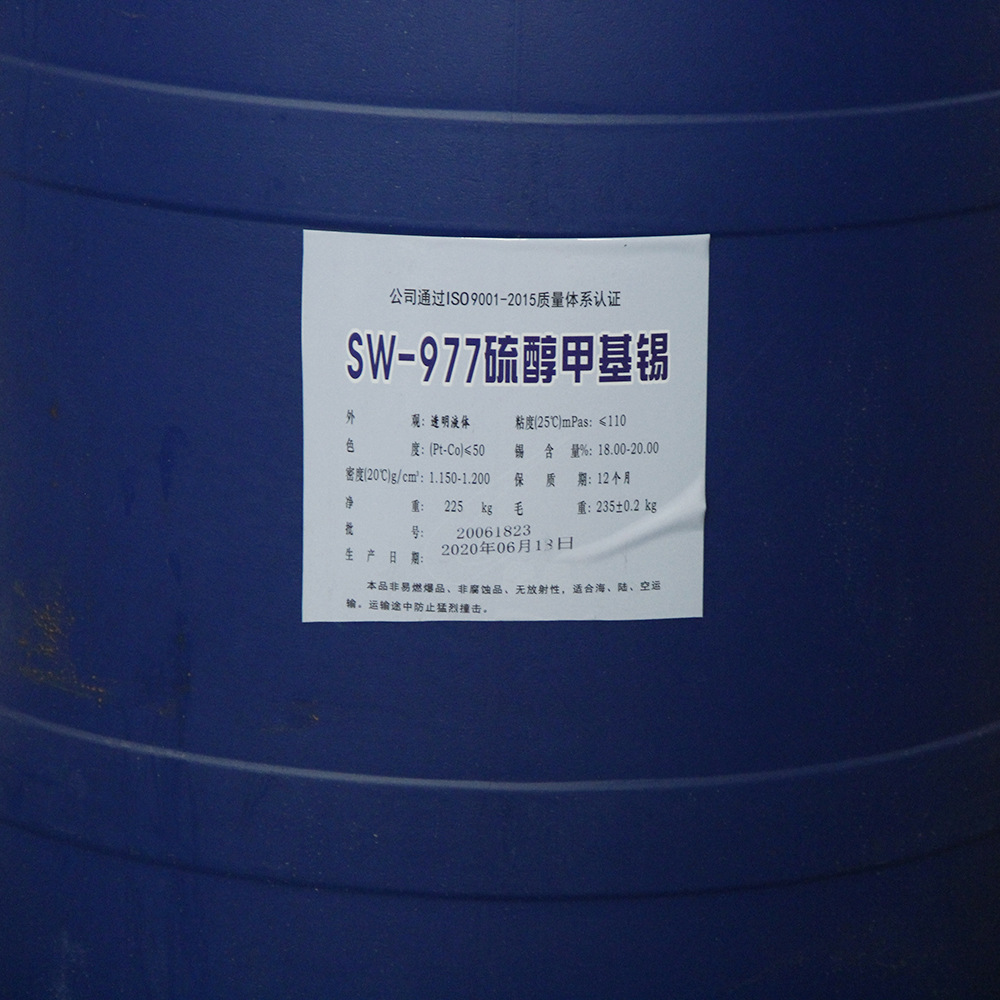 公司通过ISO9001-2015质量体系认证
SW-977硫醇甲基锡
外 观: 透明液体 粘度(25℃)mPas: ≤110
色 度: (Pt-Co)≤50 锡 含 量%: 18.00-20.00
密度(20℃)g/cm³: 1.150-1.200 保 质 期: 12个月
净 重: 225 kg 毛 重: 235±0.2 kg
批 号: 20061823
生 产 日 期: 2020年06月18日
本品非易燃爆品、非腐蚀品、无放射性，适合海、陆、空运
输。运输途中防止猛烈撞击。